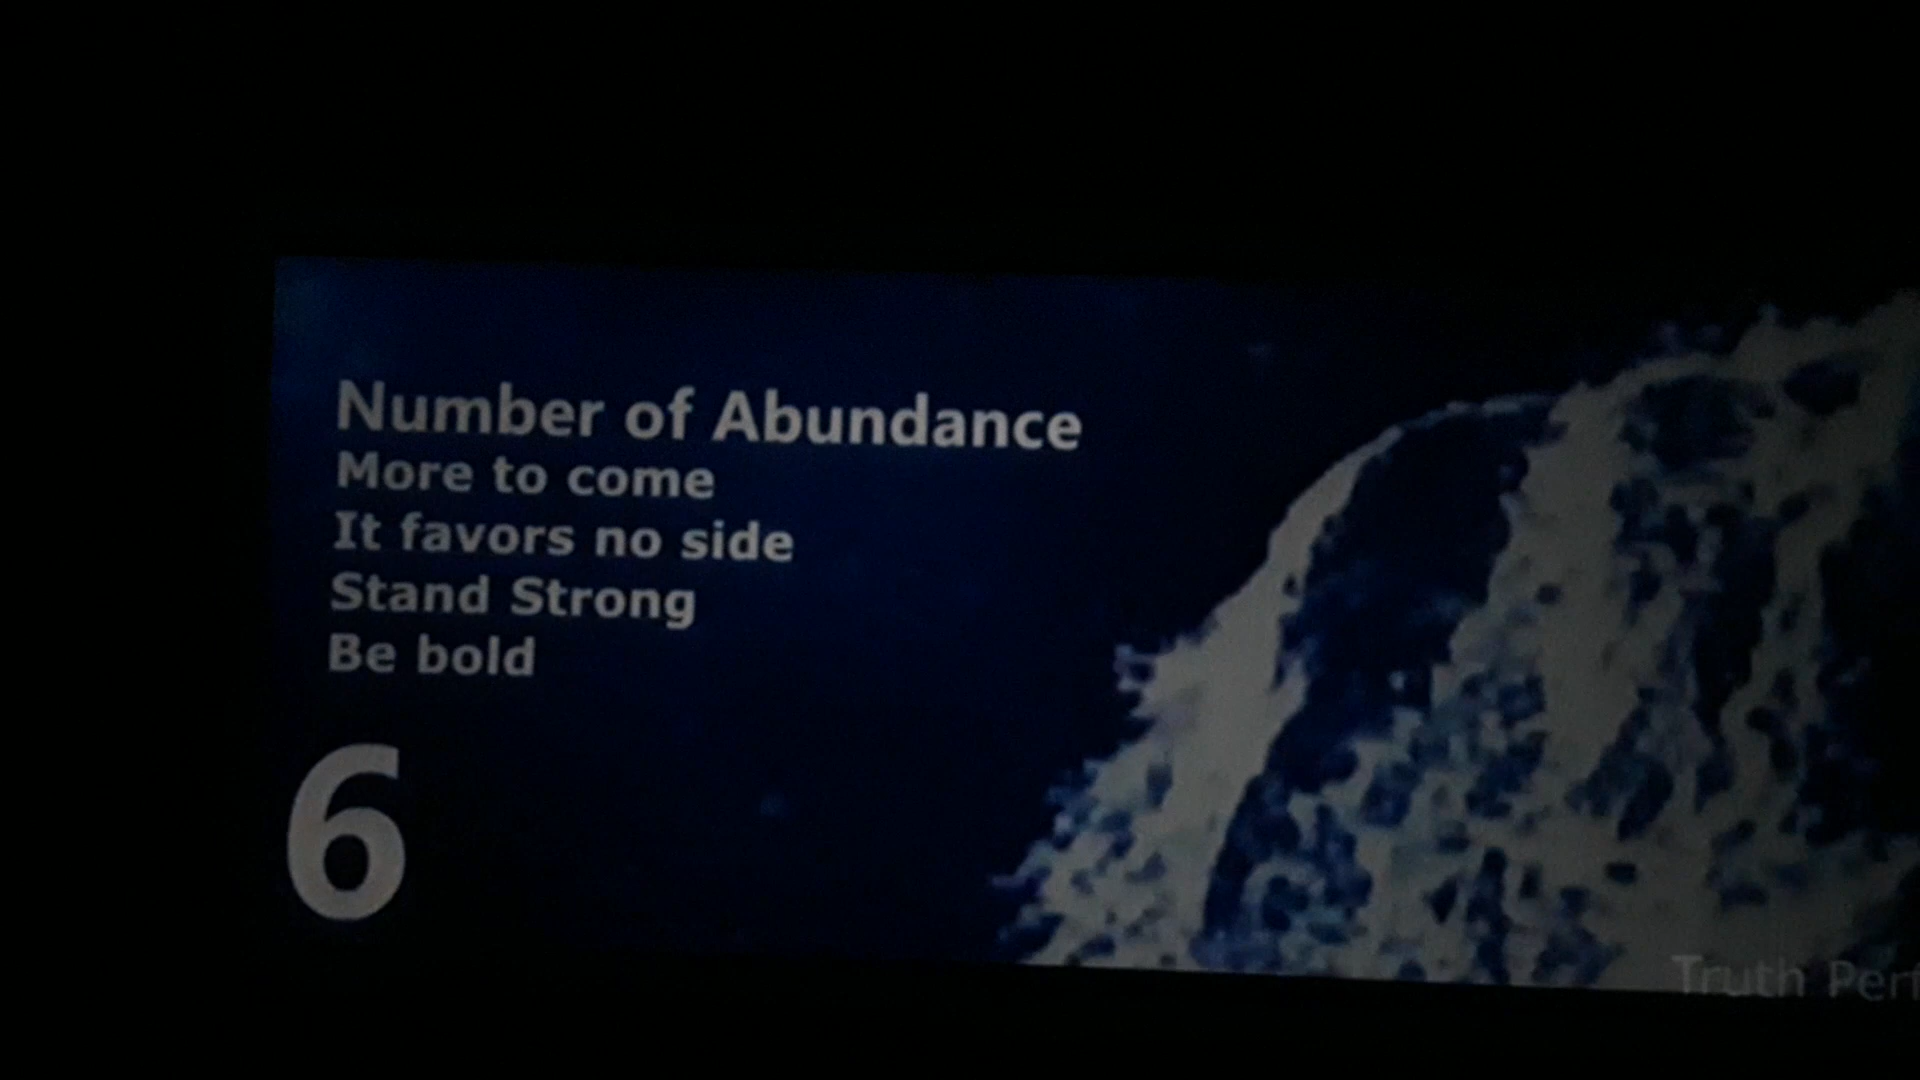 Number of Abundance
More to come
It favors no side
Stand Strong
Be bold
6
Truth